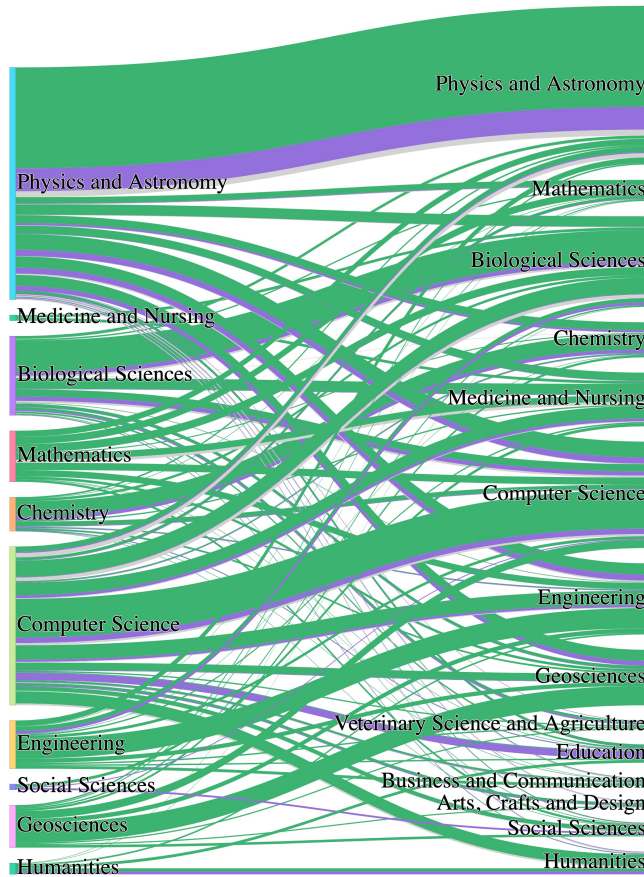 Physics and Astronomy
Medicine and Nursing
Biological Sciences
Mathematics
Chemistry
Computer Science
Engineering
Social Sciences
Geosciences
Humanities
Physics and Astronomy
Mathematics
Biological Sciences
Chemistry
Medicine and Nursing
Computer Science
Engineering
Geosciences
Veterinary Science and Agriculture
Education
Business and Communication
Arts, Crafts and Design
Social Sciences
Humanities